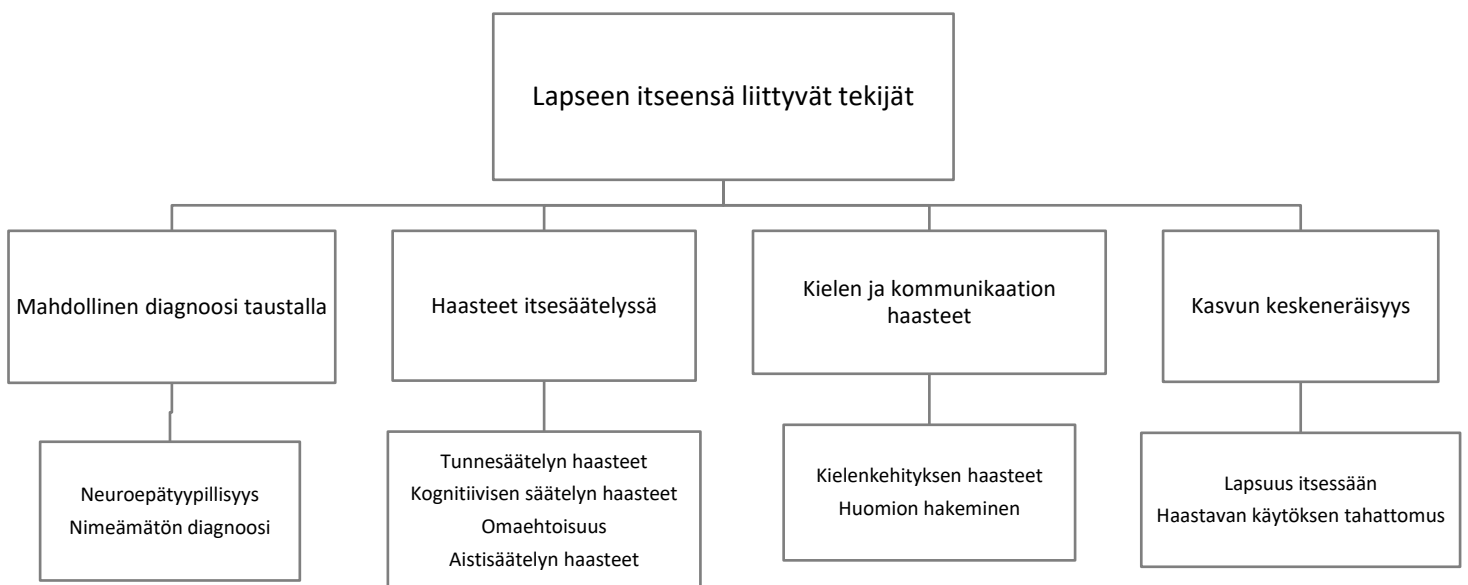 Lapseen itseensä liittyvät tekijät
Mahdollinen diagnoosi taustalla
Haasteet itsesäätelyssä
Kielen ja kommunikaation
haasteet
Kasvun keskeneräisyys
Neuroepätyypillisyys
Nimeämätön diagnoosi
Tunnesäätelyn haasteet
Kognitiivisen säätelyn haasteet
Omaehtoisuus
Aistisäätelyn haasteet
Kielenkehityksen haasteet
Huomion hakeminen
Lapsuus itsessään
Haastavan käytöksen tahattomus